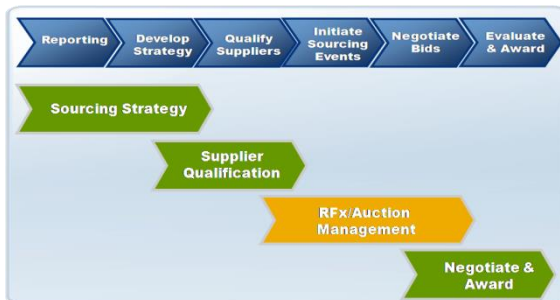 Reporting
Develop
Strategy
Qualify
Suppliers
Initiate
Sourcing
Events
Negotiate
Bids
Evaluate
& Award
Sourcing Strategy
Supplier
Qualification
RFx/Auction
Management
Negotiate &
Award